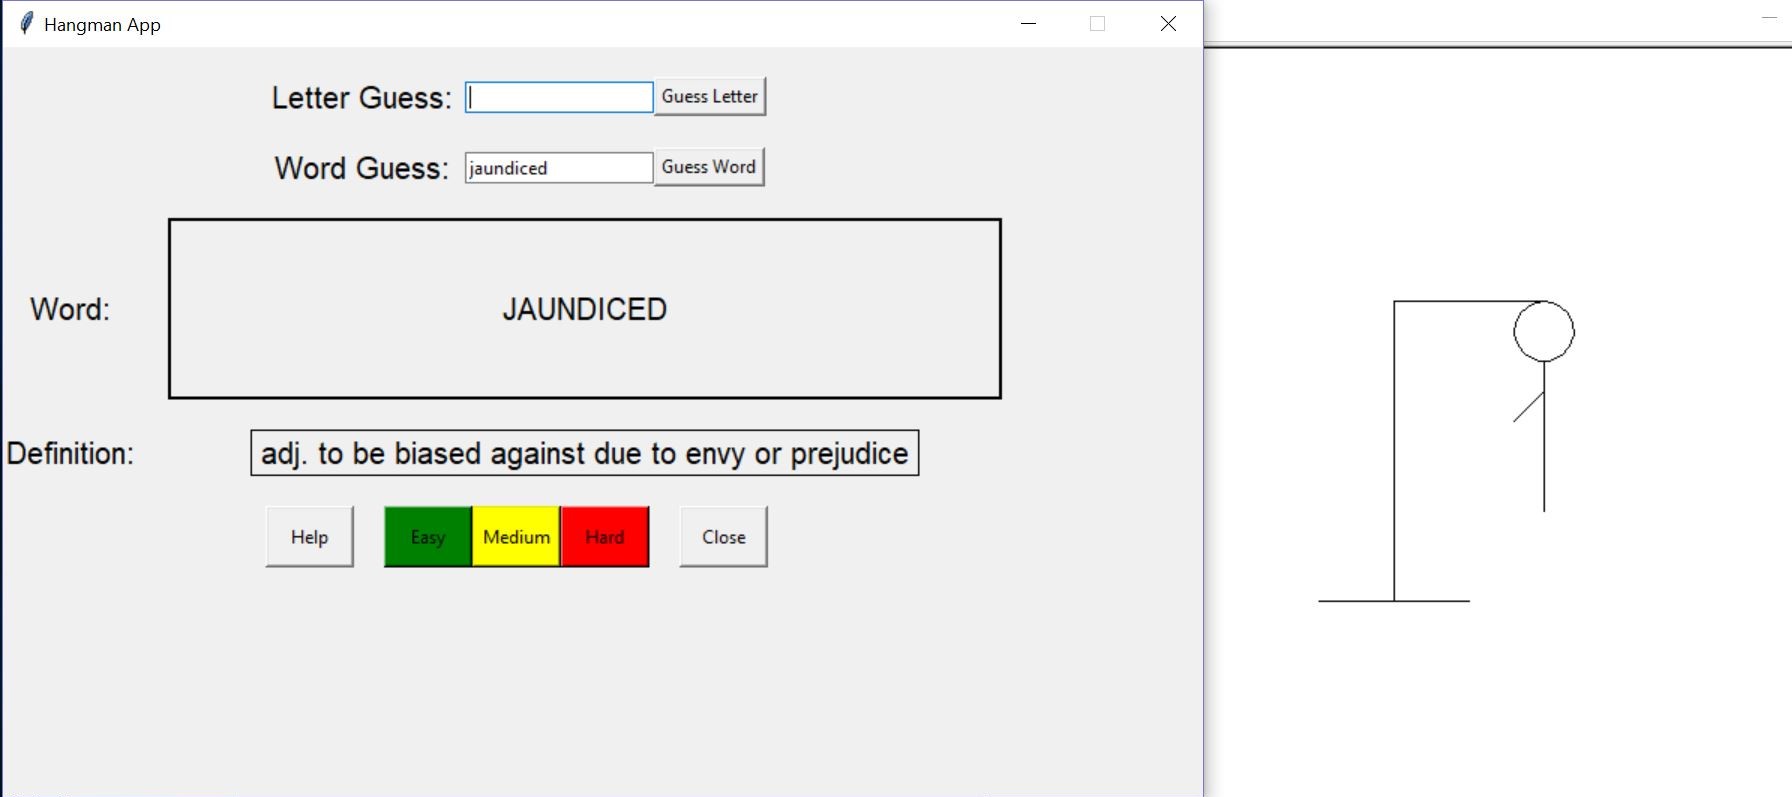 Hangman App
Letter Guess: Guess Letter
Word Guess: jaundiced Guess Word
Word: JAUNDICED
Definition: adj. to be biased against due to envy or prejudice
Help Easy Medium Hard Close